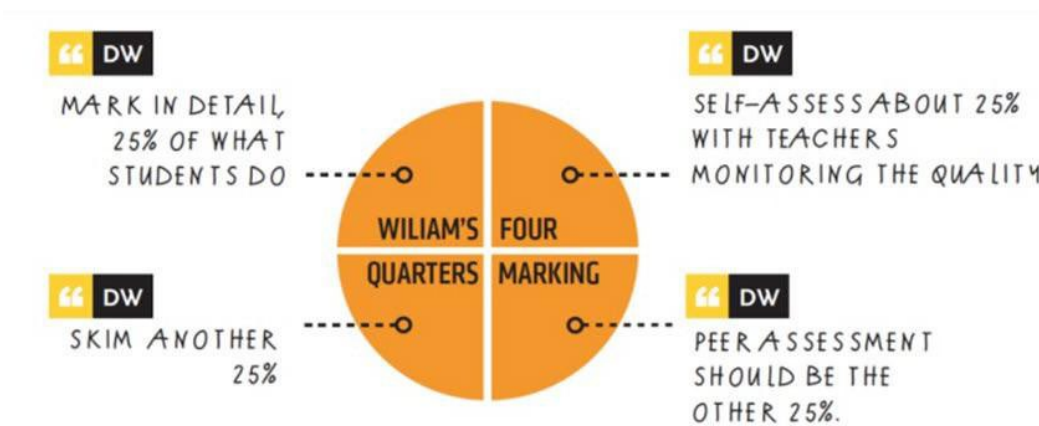 DW
MARK IN DETAIL,
25% OF WHAT
STUDENTS DO
DW
SELF-ASSESS ABOUT 25%
WITH TEACHERS
MONITORING THE QUALITY
WILIAM'S FOUR
QUARTERS MARKING
DW
SKIM ANOTHER
25%
DW
PEER ASSESSMENT
SHOULD BE THE
OTHER 25%.